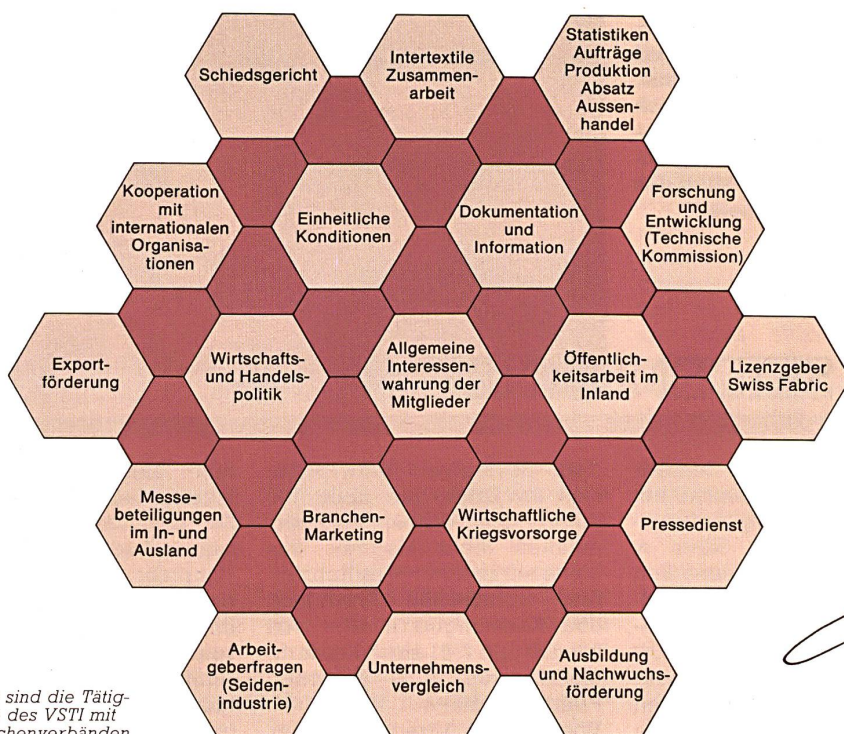 Schiedsgericht
Intertextile
Zusammen-
arbeit
Statistiken
Aufträge
Produktion
Absatz
Aussen-
handel
Kooperation
mit
internationalen
Organisa-
tionen
Einheitliche
Konditionen
Dokumentation
und
Information
Forschung
und
Entwicklung
(Technische
Kommission)
Export-
förderung
Wirtschafts-
und Handels-
politik
Allgemeine
Interessen-
wahrung der
Mitglieder
Öffentlich-
keitsarbeit im
Inland
Lizenzgeber
Swiss Fabric
Messe-
beteiligungen
im In- und
Ausland
Branchen-
Marketing
Wirtschaftliche
Kriegsvorsorge
Pressedienst
Arbeit-
geberfragen
(Seiden-
industrie)
Unternehmens-
vergleich
Ausbildung
und Nachwuchs-
förderung
sind die Tätig-
des VSTI mit
chenverbänden